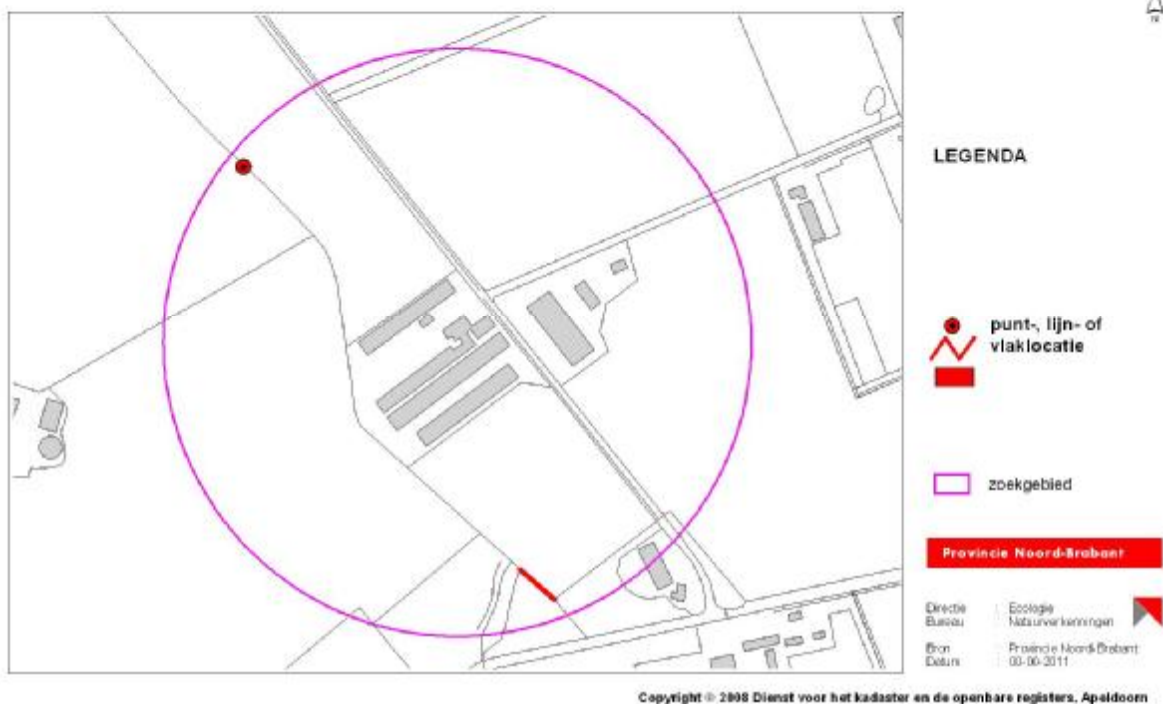 N
LEGENDA
punt-, lijn- of
vlaklocatie
zoekgebied
Provincie Noord-Brabant
Directie : Ecologie
Bureau : Natuurverkenningen
Bron : Provincie Noord-Brabant
Datum :
Copyright © 2008 Dienst voor het kadaster en de openbare registers, Apeldoorn